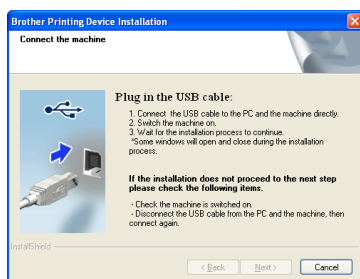 Brother Printing Device Installation
Connect the machine
Plug in the USB cable:
1. Connect the USB cable to the PC and the machine directly.
2. Switch the machine on.
3. Wait for the installation process to continue.
*Some windows will open and close during the installation
process.
If the installation does not proceed to the next step
please check the following items.
- Check the machine is switched on.
- Disconnect the USB cable from the PC and the machine, then
connect again.
InstallShield
< Back
Next >
Cancel